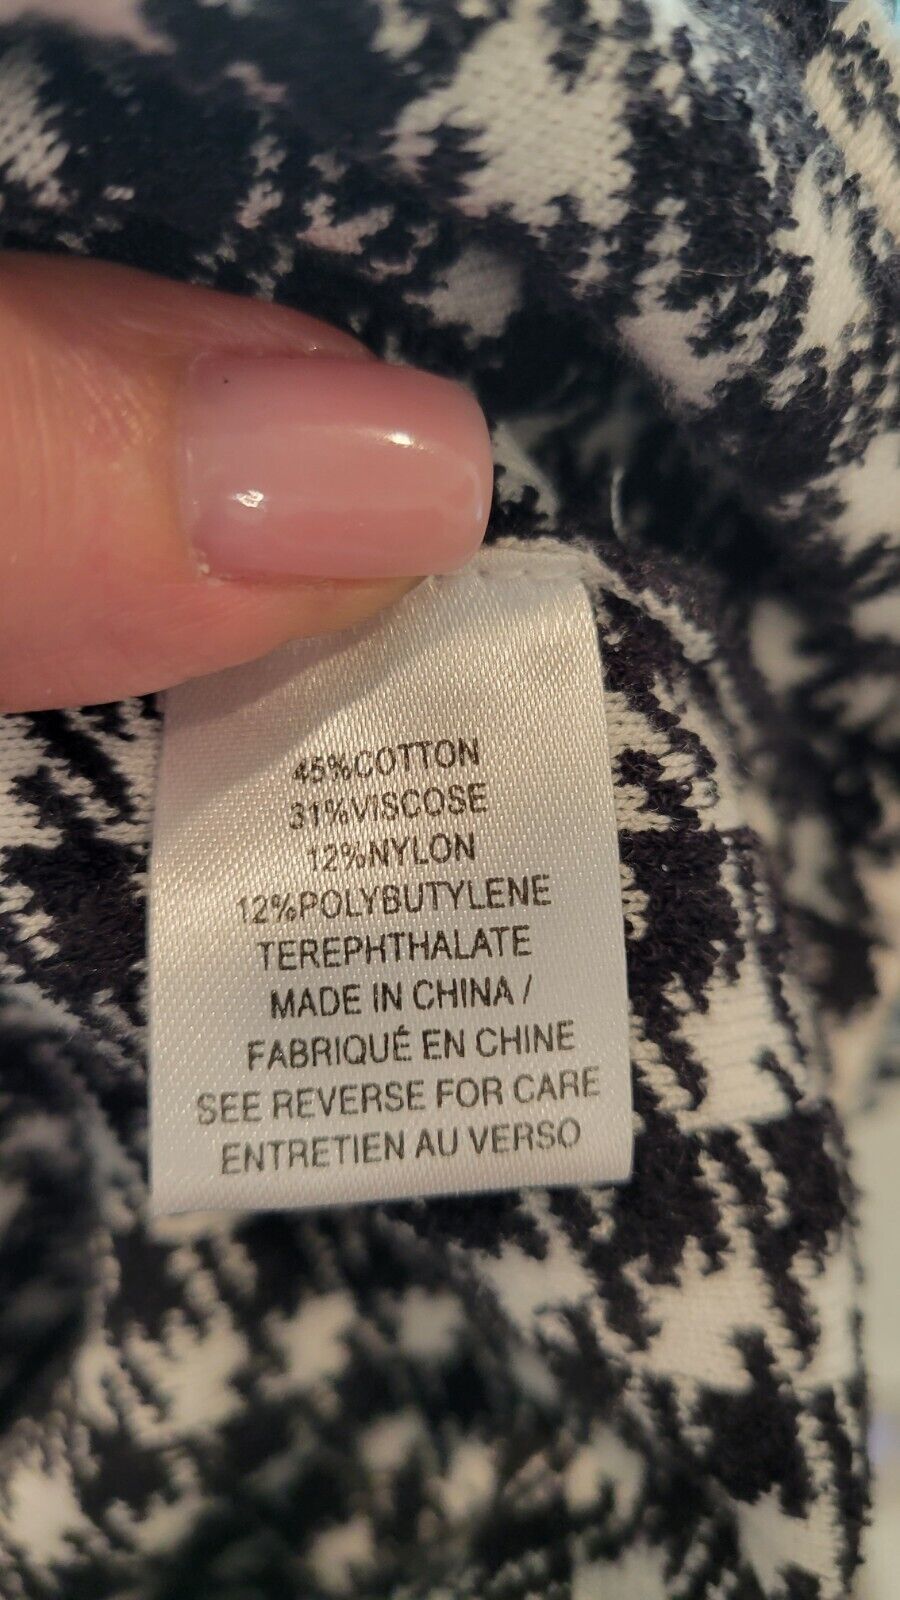 45%COTTON
31%VISCOSE
12%NYLON
12%POLYBUTYLENE
TEREPHTHALATE
MADE IN CHINA /
FABRIQUÉ EN CHINE
SEE REVERSE FOR CARE
ENTRETIEN AU VERSO